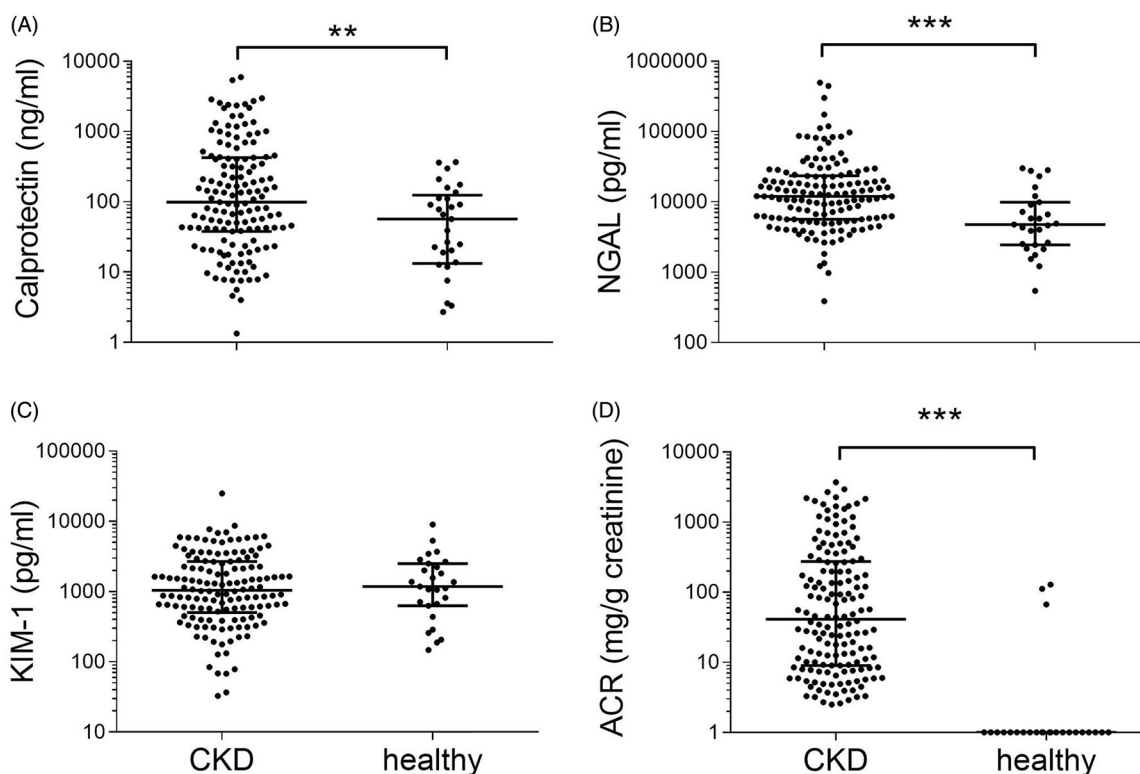 (A)
**
Calprotectin (ng/ml)
10000
1000
100
10
1
(B)
***
NGAL (pg/ml)
1000000
100000
10000
1000
100
(C)
KIM-1 (pg/ml)
100000
10000
1000
100
10
CKD
healthy
(D)
***
ACR (mg/g creatinine)
10000
1000
100
10
1
CKD
healthy